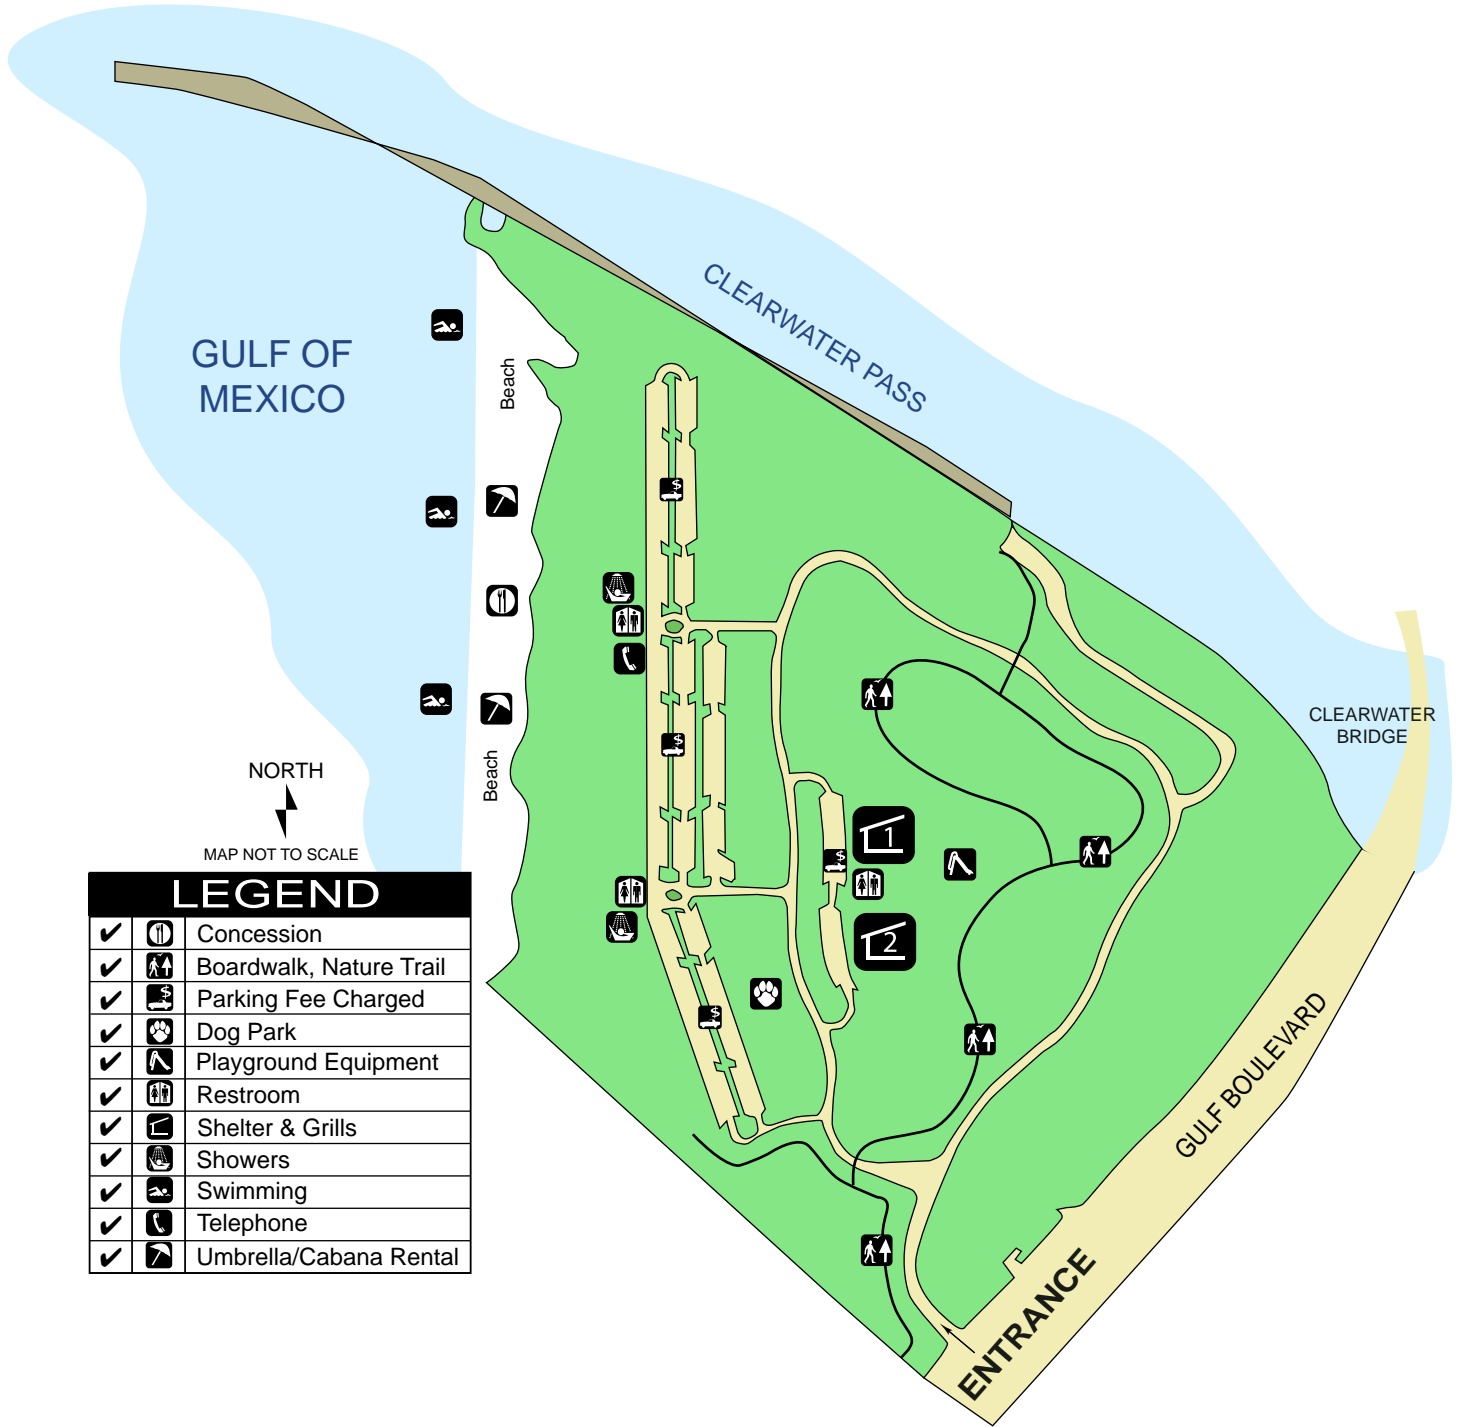 CLEARWATER PASS
GULF OF
MEXICO
Beach
$
CLEARWATER
BRIDGE
$
Beach
NORTH
MAP NOT TO SCALE
1
$
2
$
LEGEND
✔ Concession
✔ Boardwalk, Nature Trail
✔ $ Parking Fee Charged
✔ Dog Park
✔ Playground Equipment
✔ Restroom
✔ Shelter & Grills
✔ Showers
✔ Swimming
✔ Telephone
✔ Umbrella/Cabana Rental
GULF BOULEVARD
ENTRANCE